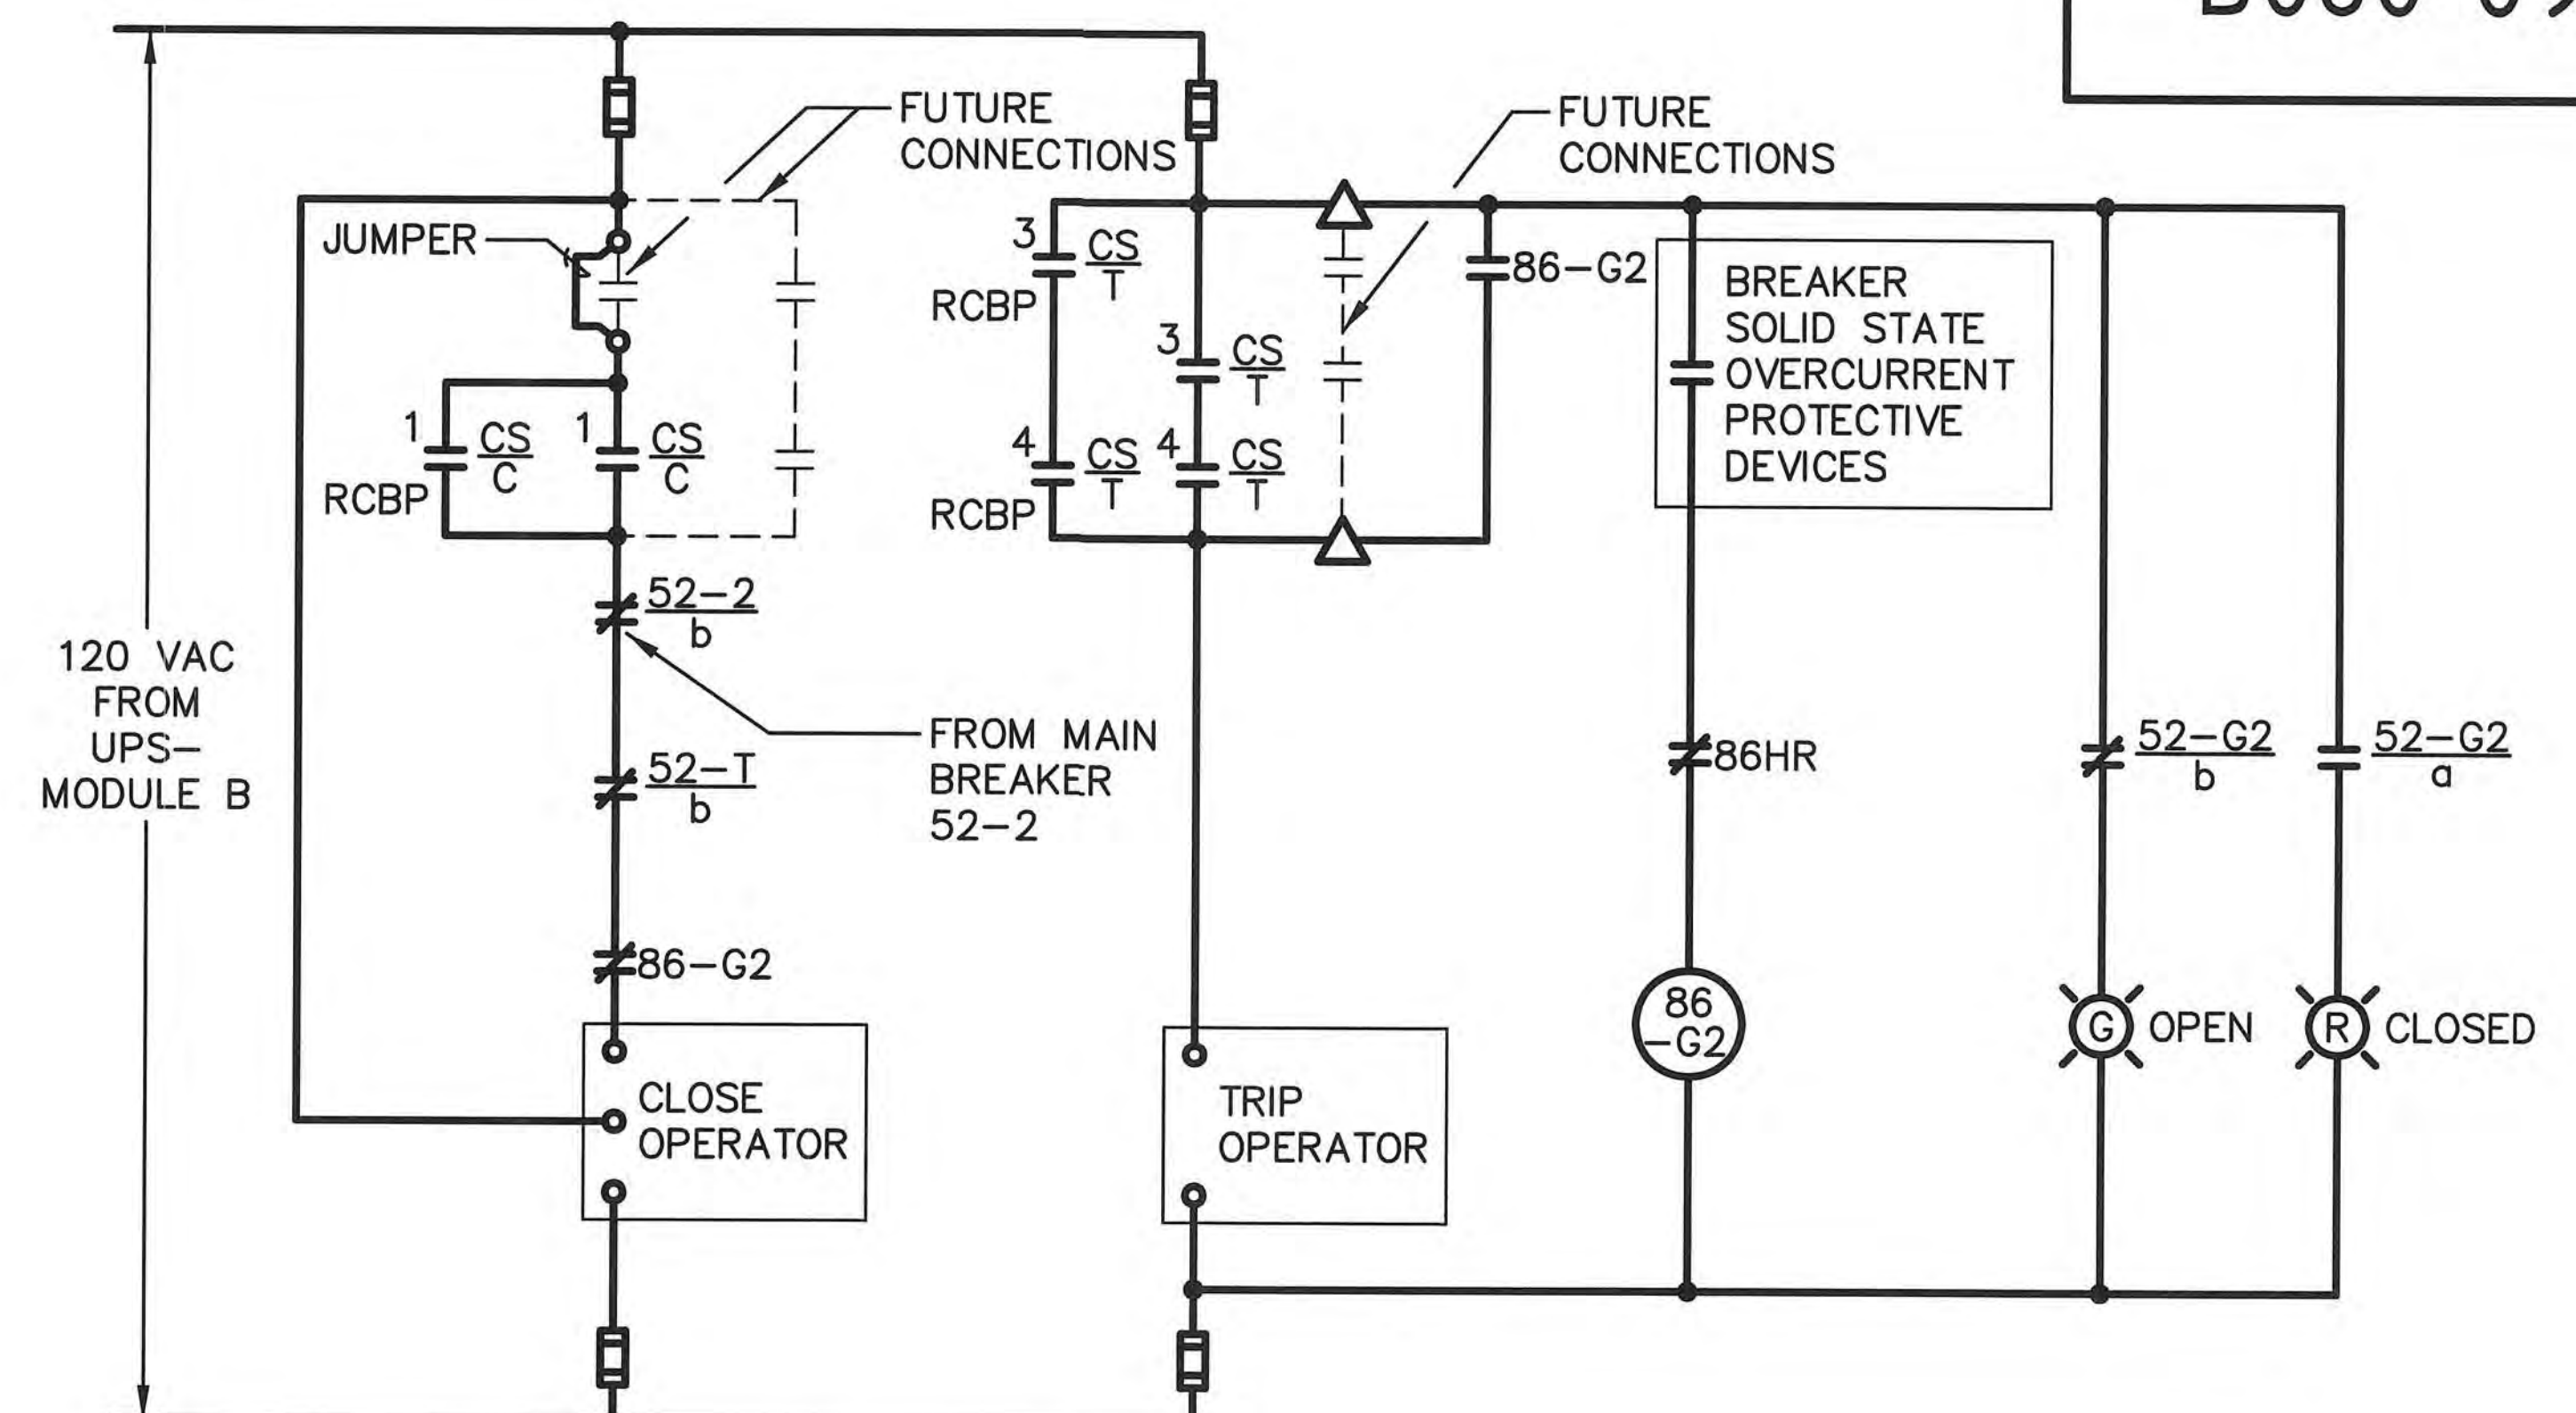 FUTURE
CONNECTIONS
FUTURE
CONNECTIONS
JUMPER
3
CS
T
RCBP
86-G2
BREAKER
SOLID STATE
OVERCURRENT
PROTECTIVE
DEVICES
3
CS
T
1
CS
C
RCBP
1
CS
C
4
CS
T
RCBP
4
CS
T
52-2
b
120 VAC
FROM
UPS-
MODULE B
FROM MAIN
BREAKER
52-2
52-T
b
86HR
52-G2
b
52-G2
a
86-G2
86
-G2
G
OPEN
R
CLOSED
CLOSE
OPERATOR
TRIP
OPERATOR